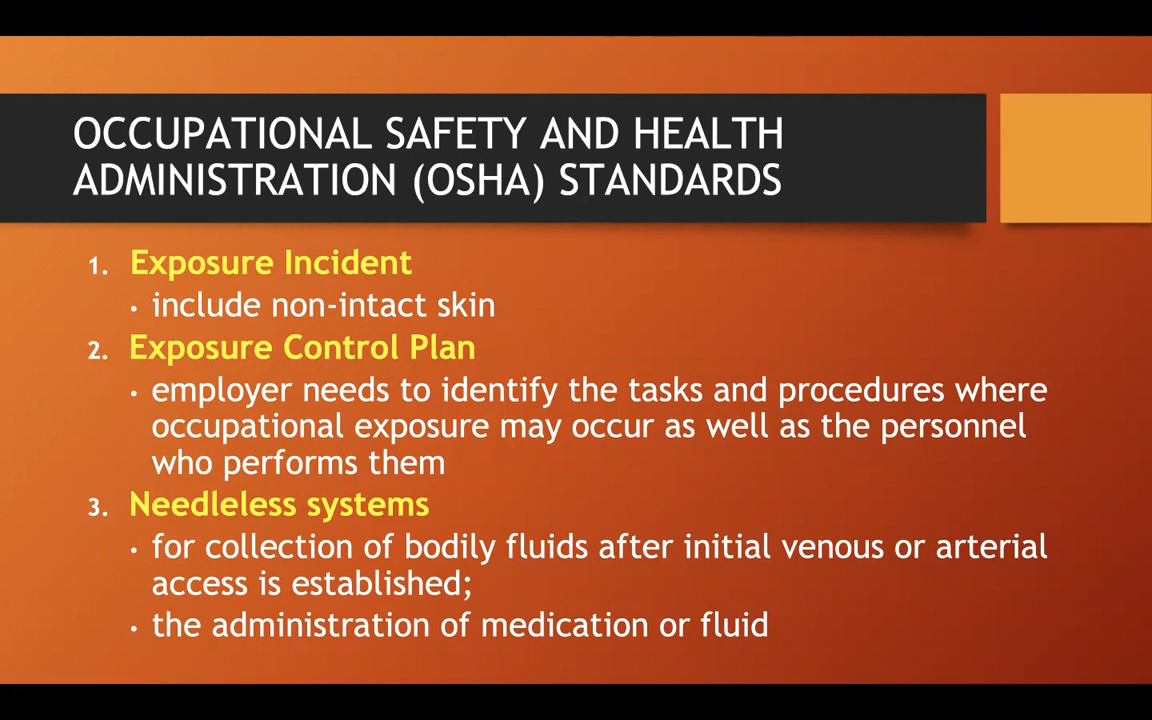 OCCUPATIONAL SAFETY AND HEALTH
ADMINISTRATION (OSHA) STANDARDS
1. Exposure Incident
• include non-intact skin
2. Exposure Control Plan
• employer needs to identify the tasks and procedures where
occupational exposure may occur as well as the personnel
who performs them
3. Needleless systems
• for collection of bodily fluids after initial venous or arterial
access is established;
• the administration of medication or fluid